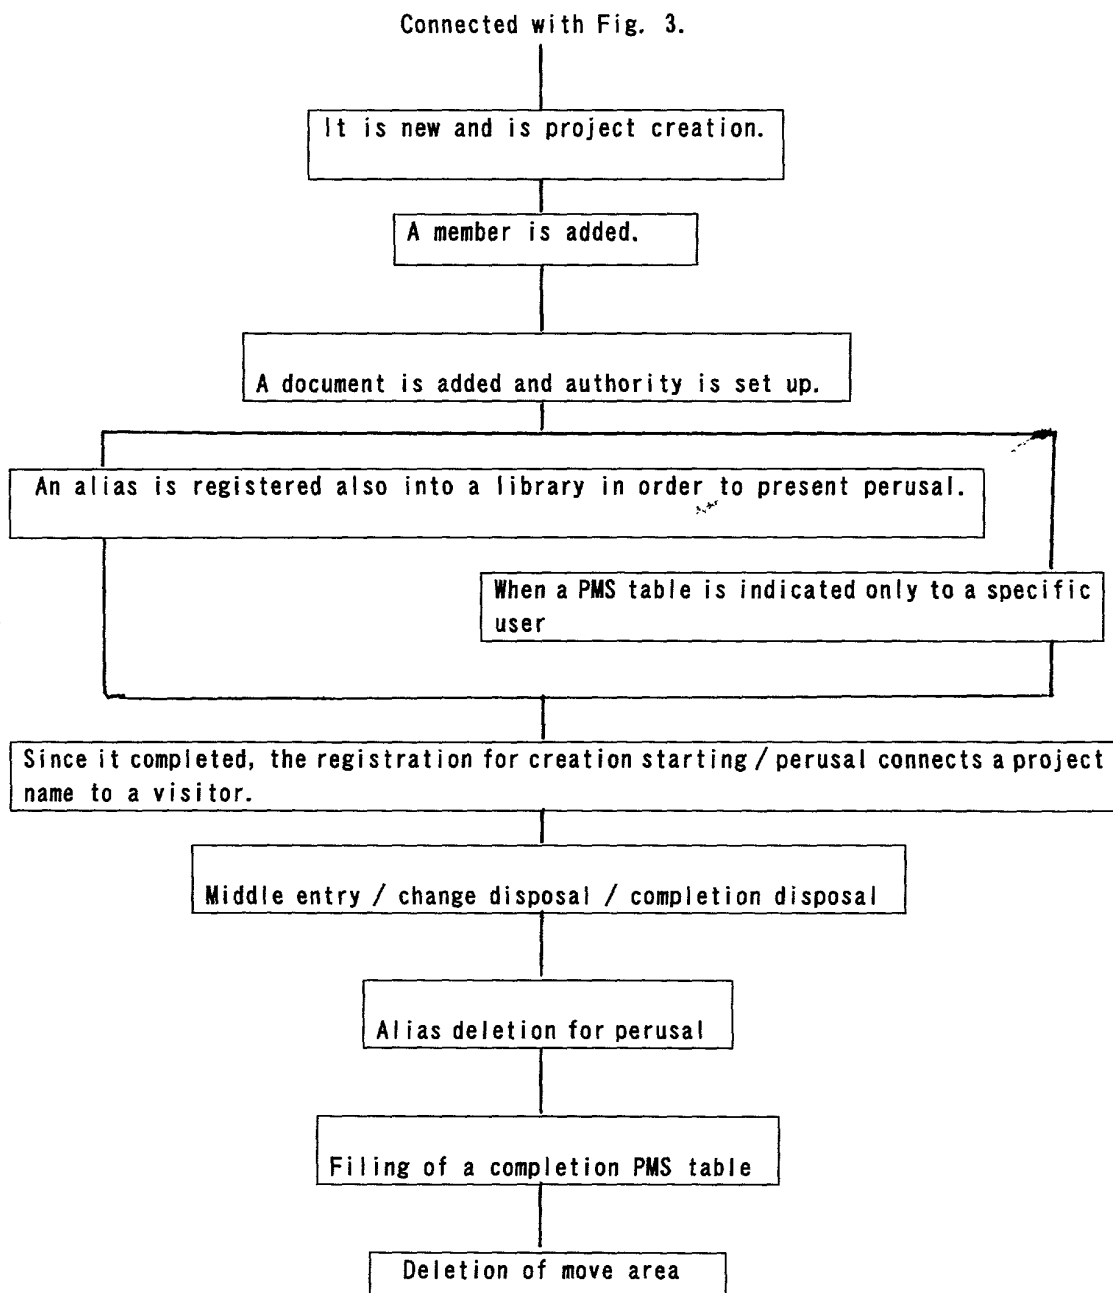 Connected with Fig. 3.
It is new and is project creation.
A member is added.
A document is added and authority is set up.
An alias is registered also into a library in order to present perusal.
When a PMS table is indicated only to a specific
user
Since it completed, the registration for creation starting / perusal connects a project
name to a visitor.
Middle entry / change disposal / completion disposal
Alias deletion for perusal
Filing of a completion PMS table
Deletion of move area